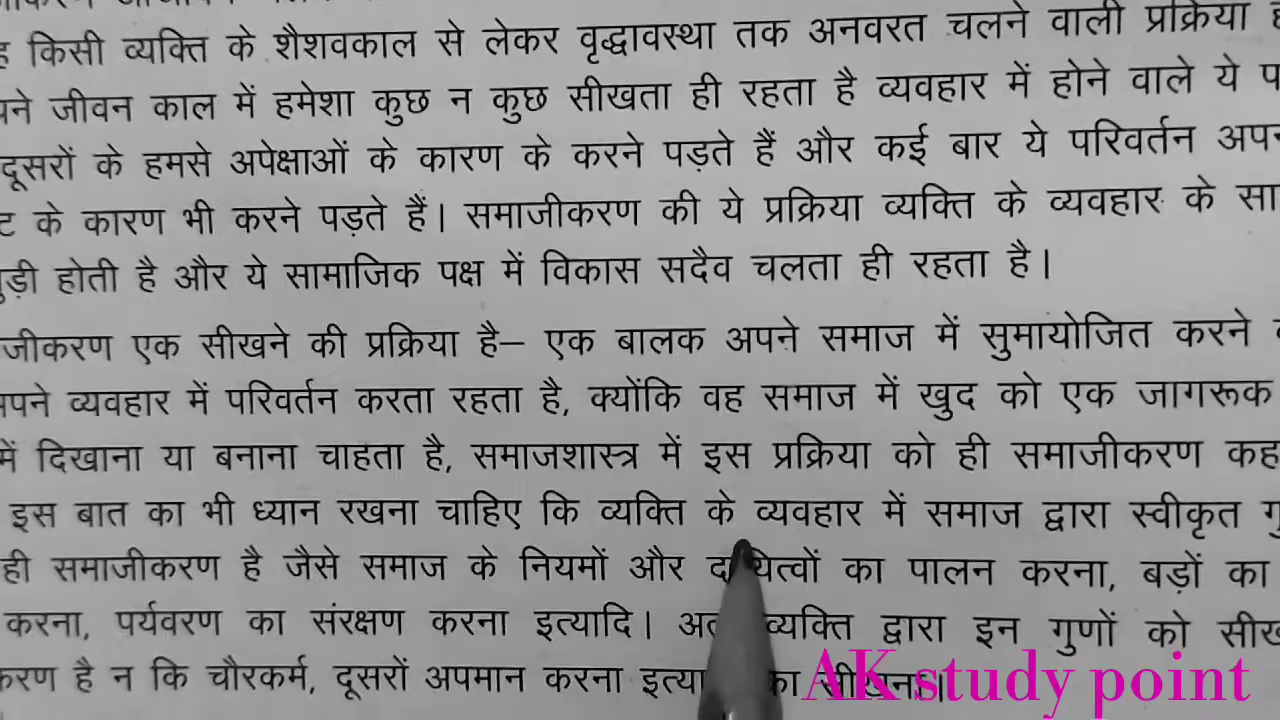 किसी व्यक्ति के शैशवकाल से लेकर वृद्धावस्था तक अनवरत चलने वाली प्रक्रिया
जीवन काल में हमेशा कुछ न कुछ सीखता ही रहता है व्यवहार में होने वाले ये
दूसरों के हमसे अपेक्षाओं के कारण के करने पड़ते हैं और कई बार ये परिवर्तन
के कारण भी करने पड़ते हैं। समाजीकरण की ये प्रक्रिया व्यक्ति के व्यवहार के
होती है और ये सामाजिक पक्ष में विकास सदैव चलता ही रहता है।
जीकरण एक सीखने की प्रक्रिया है– एक बालक अपने समाज में सुमायोजित करने
व्यवहार में परिवर्तन करता रहता है, क्योंकि वह समाज में खुद को एक जागरूक
में दिखाना या बनाना चाहता है, समाजशास्त्र में इस प्रक्रिया को ही समाजीकरण कह
इस बात का भी ध्यान रखना चाहिए कि व्यक्ति के व्यवहार में समाज द्वारा स्वीकृत
ही समाजीकरण है जैसे समाज के नियमों और का पालन करना, बड़ों का
करना, पर्यवरण का संरक्षण करना इत्यादि। व्यक्ति द्वारा इन गुणों को सीख
करण है न कि चौरकर्म, दूसरों अपमान करना का सीखना।
AK study point